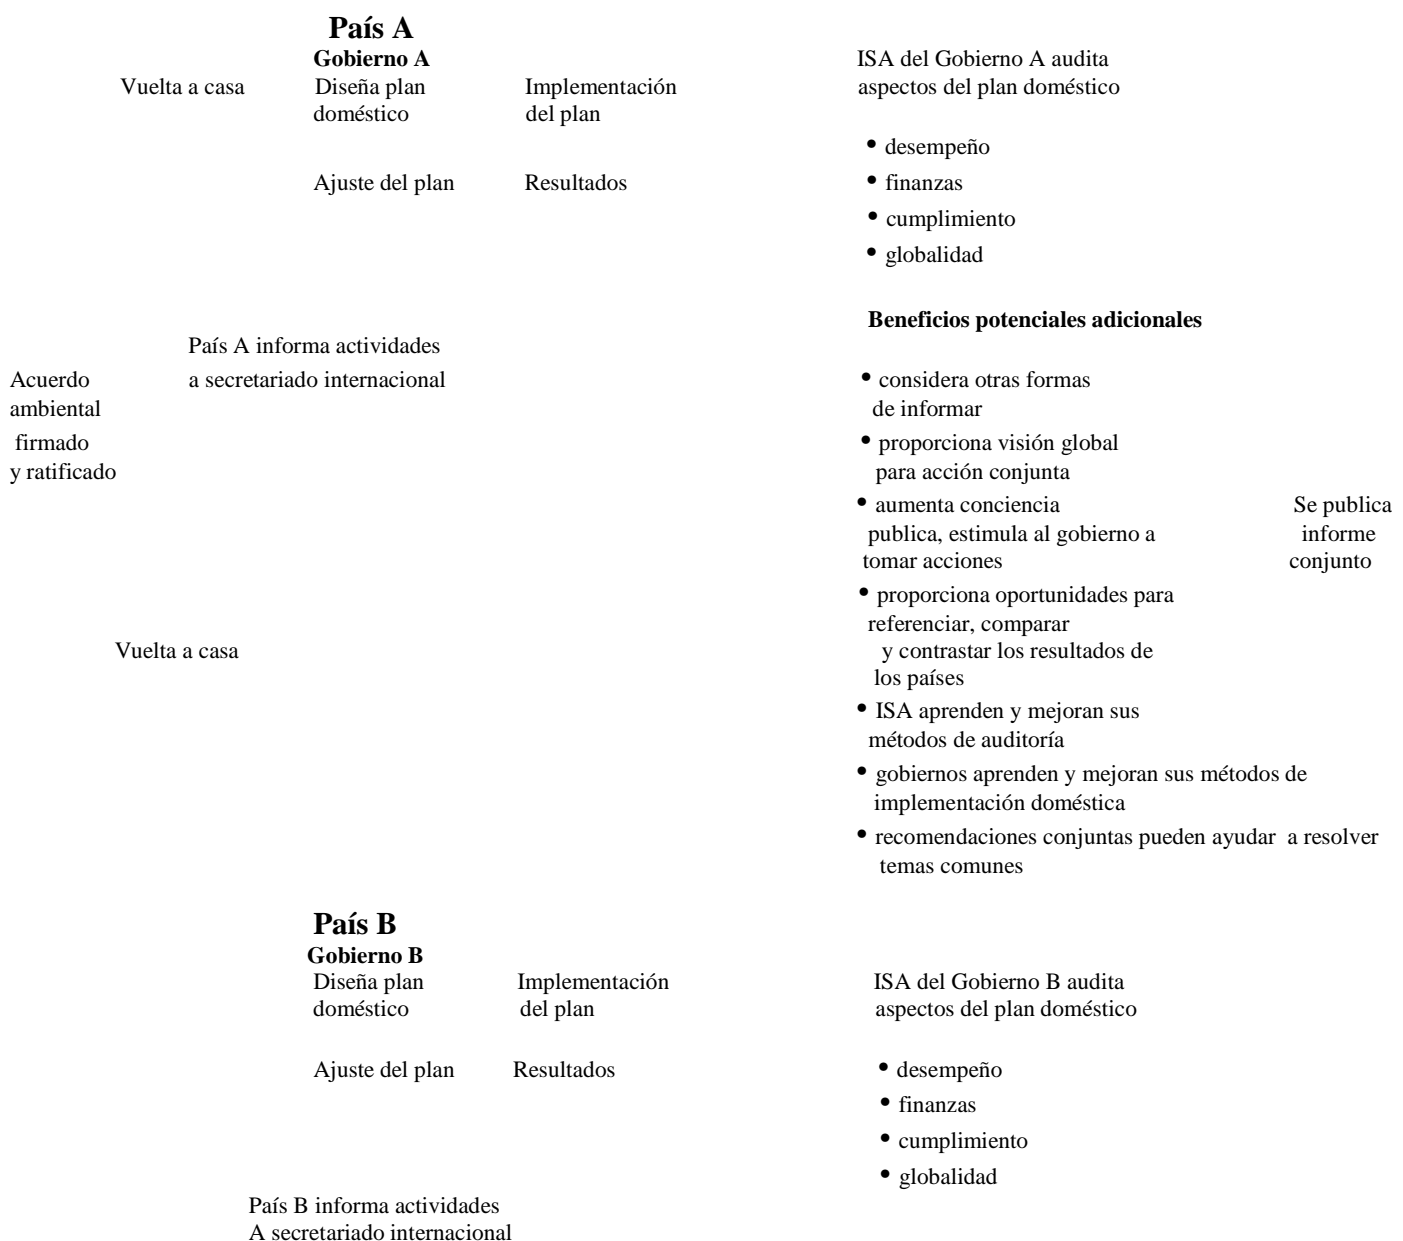 País A
Gobierno A
ISA del Gobierno A audita
Vuelta a casa Diseña plan Implementación aspectos del plan doméstico
doméstico del plan
• desempeño
Ajuste del plan Resultados • finanzas
• cumplimiento
• globalidad
Beneficios potenciales adicionales
País A informa actividades
Acuerdo a secretariado internacional • considera otras formas
ambiental de informar
firmado • proporciona visión global
y ratificado para acción conjunta
• aumenta conciencia Se publica
publica, estimula al gobierno a informe
tomar acciones conjunto
• proporciona oportunidades para
referenciar, comparar
Vuelta a casa y contrastar los resultados de
los países
• ISA aprenden y mejoran sus
métodos de auditoría
• gobiernos aprenden y mejoran sus métodos de
implementación doméstica
• recomendaciones conjuntas pueden ayudar a resolver
temas comunes
País B
Gobierno B
Diseña plan Implementación ISA del Gobierno B audita
doméstico del plan aspectos del plan doméstico
Ajuste del plan Resultados • desempeño
• finanzas
• cumplimiento
• globalidad
País B informa actividades
A secretariado internacional